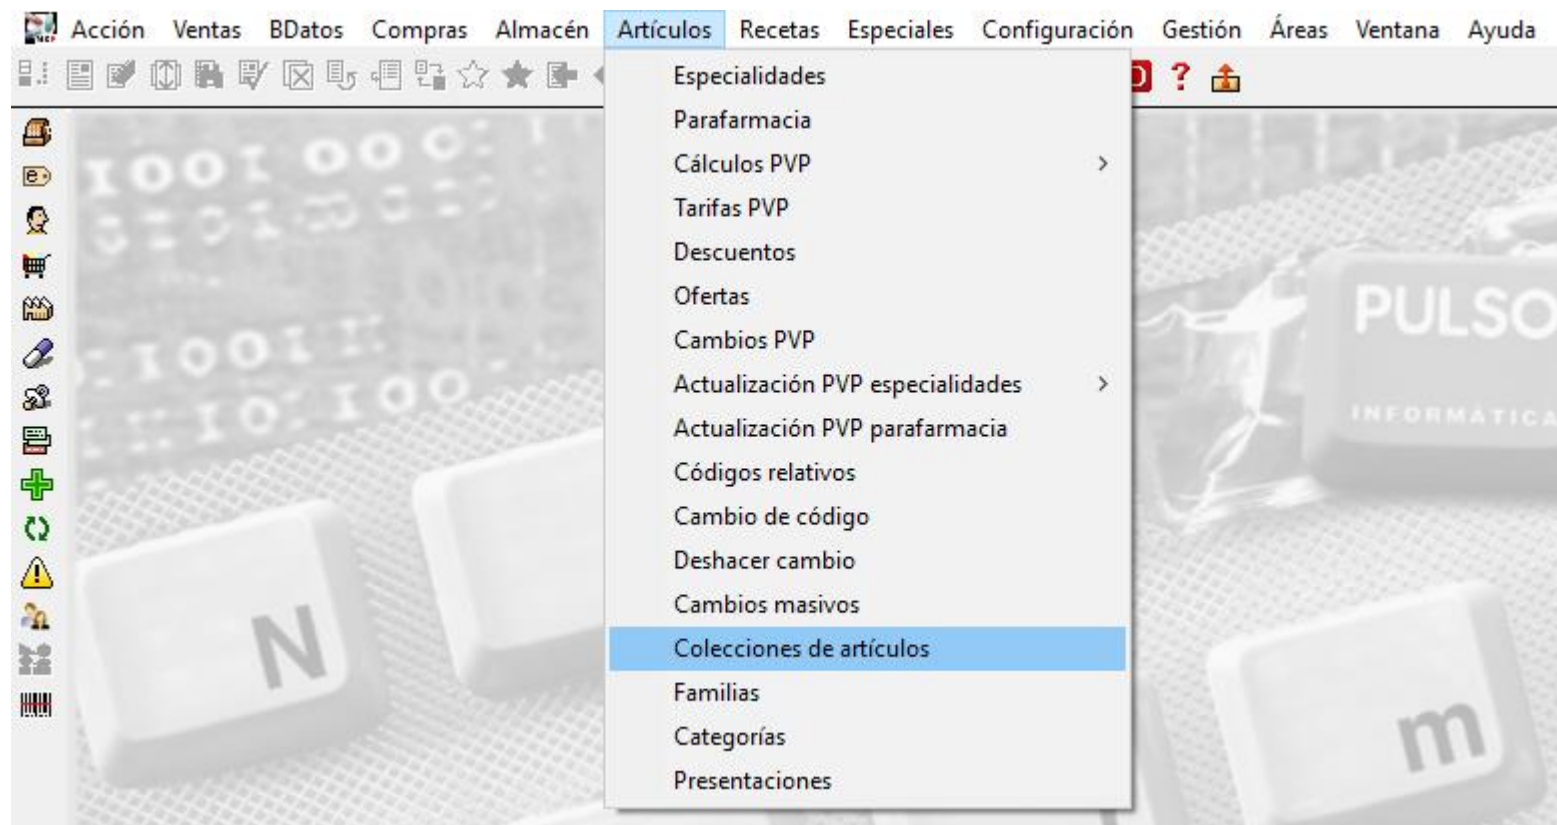 Acción Ventas BDatos Compras Almacén Artículos Recetas Especiales Configuración Gestión Áreas Ventana Ayuda
Especialidades
Parafarmacia
Cálculos PVP
Tarifas PVP
Descuentos
Ofertas
Cambios PVP
Actualización PVP especialidades
Actualización PVP parafarmacia
Códigos relativos
Cambio de código
Deshacer cambio
Cambios masivos
Colecciones de artículos
Familias
Categorías
Presentaciones
PULSO
INFORMATICA
N
m